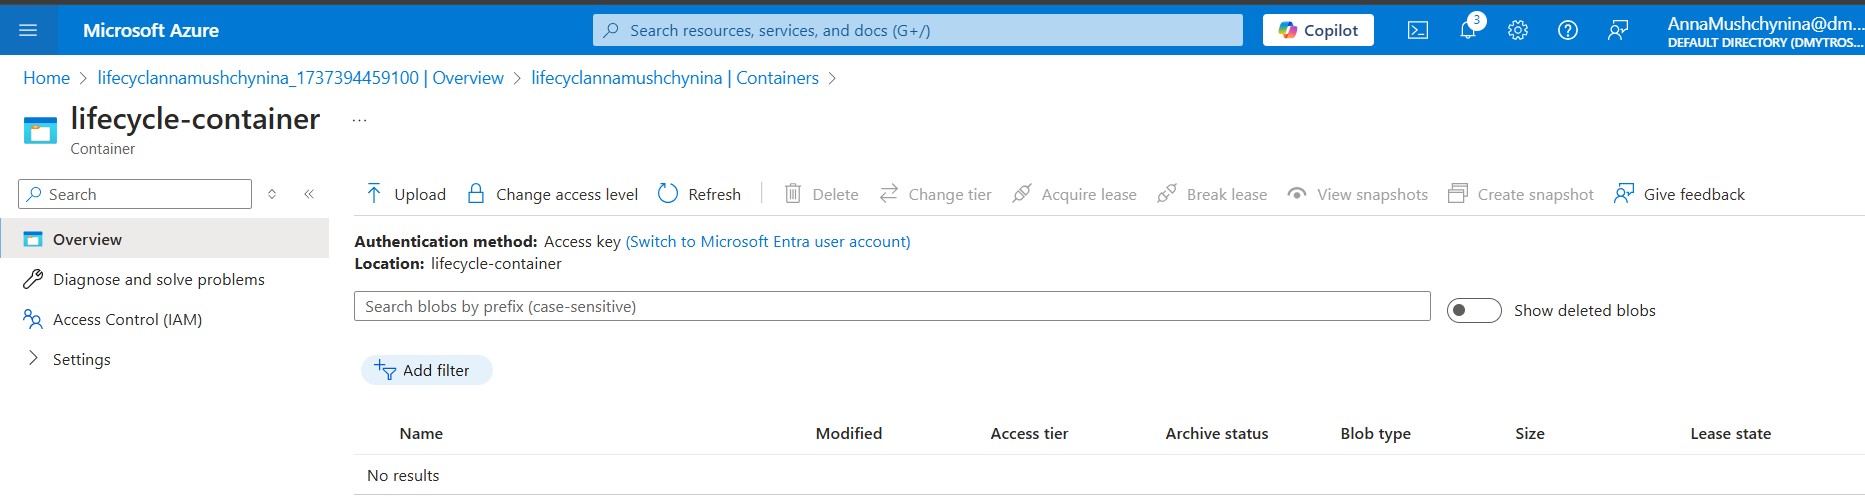 Microsoft Azure
Search resources, services, and docs (G+/)
Copilot
3
AnnaMushchynina@dm...
DEFAULT DIRECTORY (DMYTROS...
Home > lifecyclannamushchynina_1737394459100 | Overview > lifecyclannamushchynina | Containers >
lifecycle-container ...
Container
Search
Overview
Diagnose and solve problems
Access Control (IAM)
Settings
Upload Change access level Refresh Delete Change tier Acquire lease Break lease View snapshots Create snapshot Give feedback
Authentication method: Access key (Switch to Microsoft Entra user account)
Location: lifecycle-container
Search blobs by prefix (case-sensitive)
Show deleted blobs
Add filter
Name Modified Access tier Archive status Blob type Size Lease state
No results